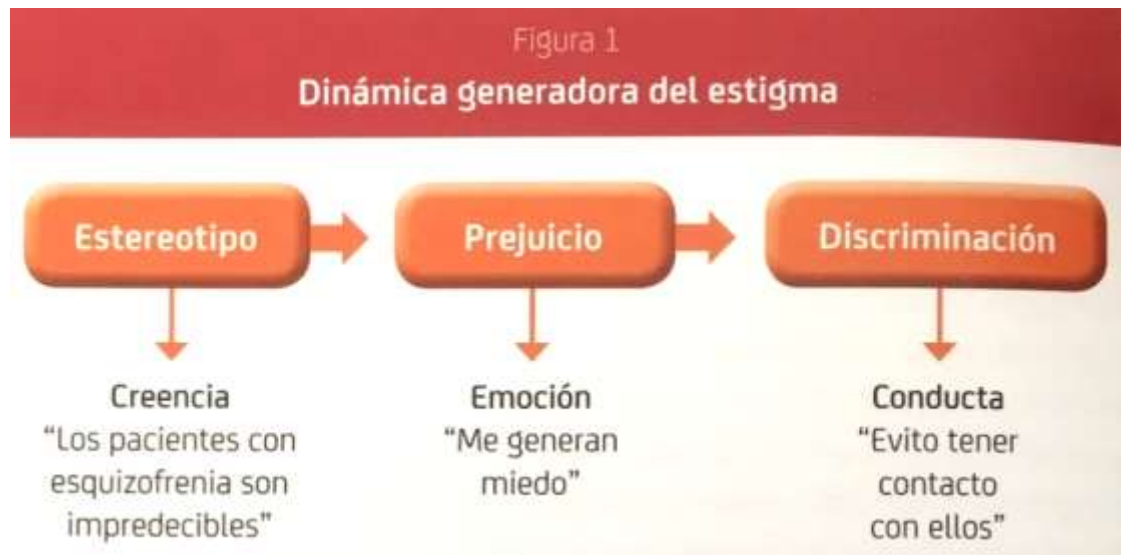 Figura 1
Dinámica generadora del estigma
Estereotipo
Prejuicio
Discriminación
Creencia
“Los pacientes con
esquizofrenia son
impredecibles”
Emoción
“Me generan
miedo”
Conducta
“Evito tener
contacto
con ellos”